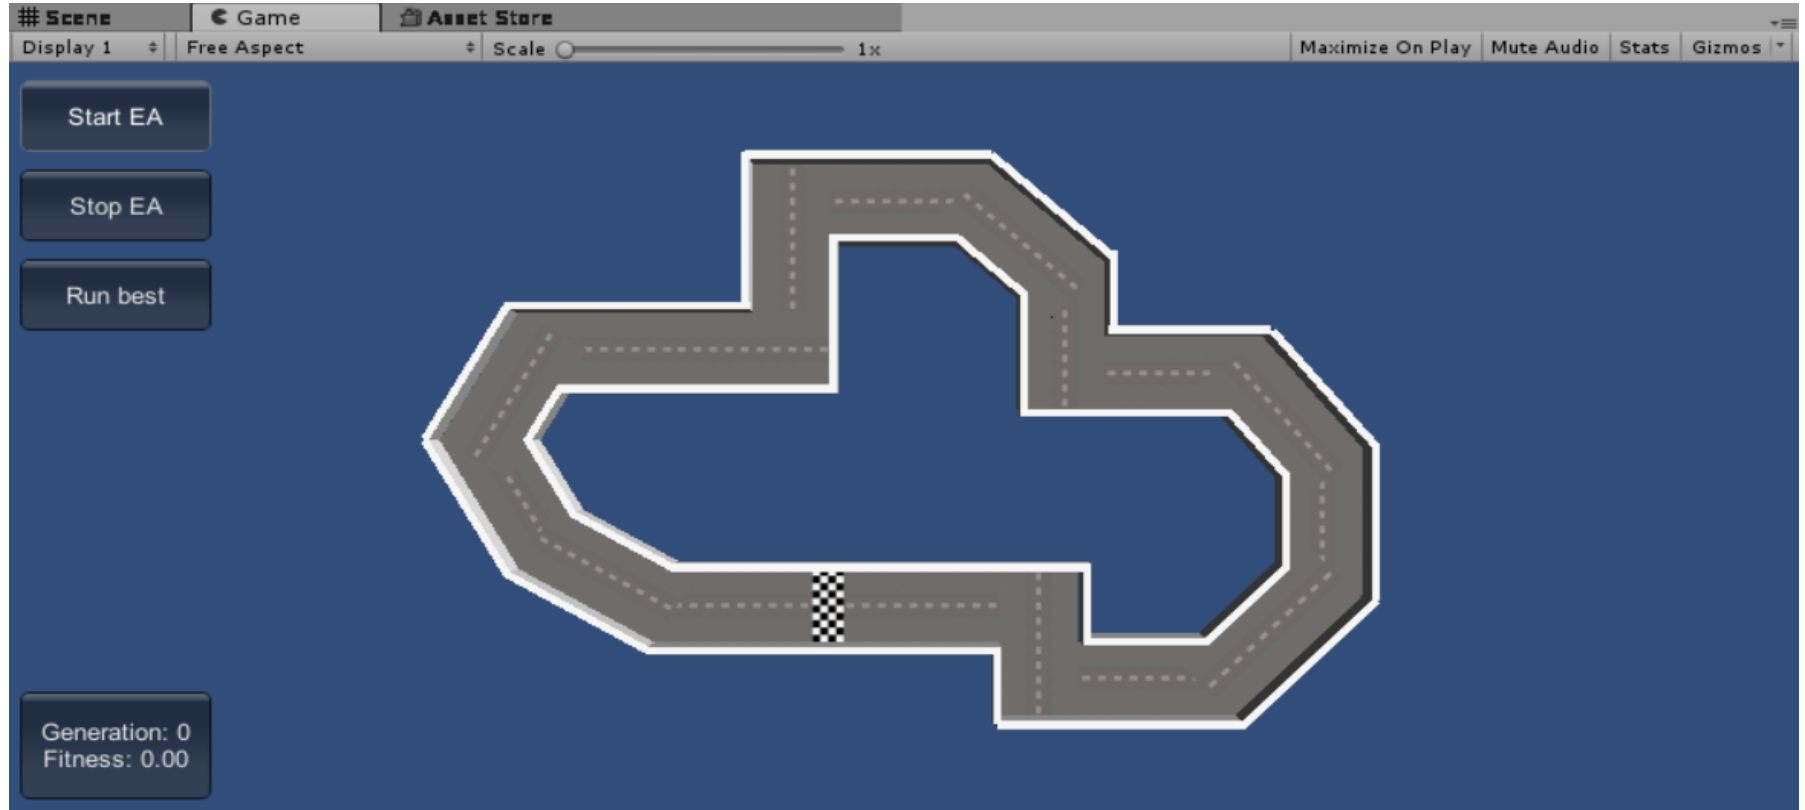 Scene Game Asset Store
Display 1 Free Aspect Scale 1x Maximize On Play Mute Audio Stats Gizmos
Start EA
Stop EA
Run best
Generation: 0
Fitness: 0.00